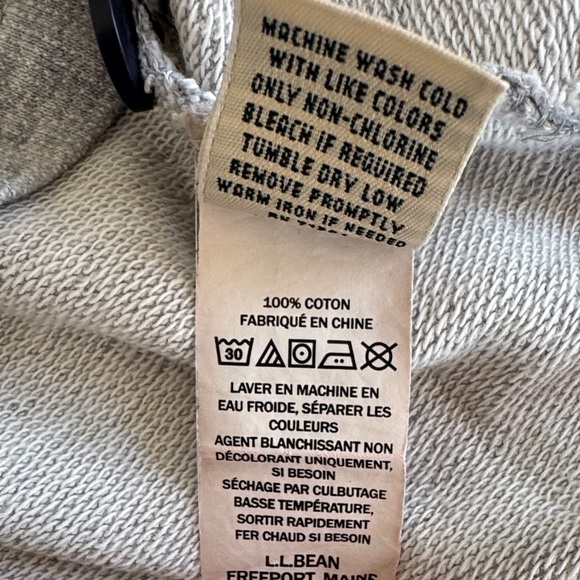 MACHINE WASH COLD
WITH LIKE COLORS
ONLY NON-CHLORINE
BLEACH IF REQUIRED
TUMBLE DRY LOW
REMOVE PROMPTLY
WARM IRON IF NEEDED
100% COTON
FABRIQUÉ EN CHINE
30
LAVER EN MACHINE EN
EAU FROIDE, SÉPARER LES
COULEURS
AGENT BLANCHISSANT NON
DÉCOLORANT UNIQUEMENT,
SI BESOIN
SÉCHAGE PAR CULBUTAGE
BASSE TEMPÉRATURE,
SORTIR RAPIDEMENT
FER CHAUD SI BESOIN
L.L.BEAN
FREEPORT, MAINE